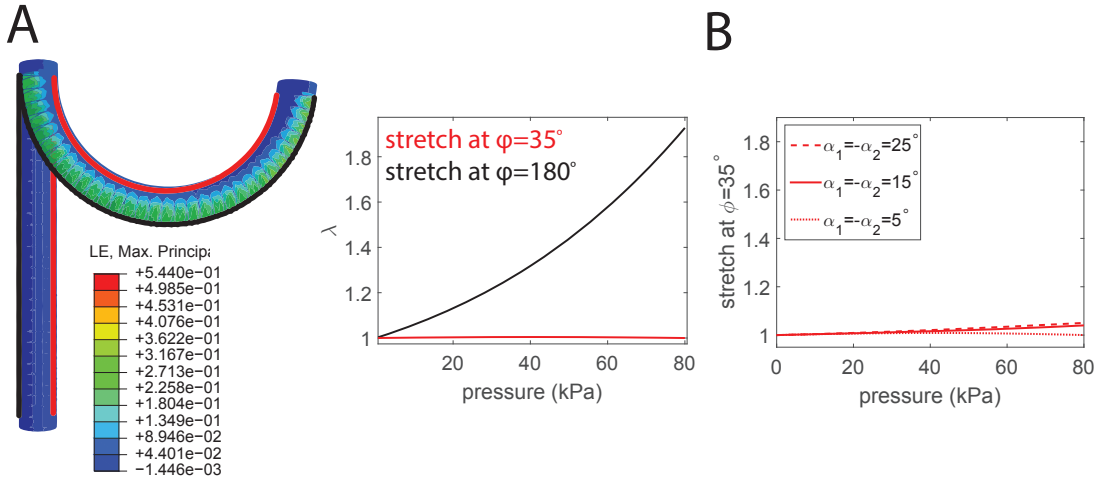 A
LE, Max. Principa
+5.440e−01
+4.985e−01
+4.531e−01
+4.076e−01
+3.622e−01
+3.167e−01
+2.713e−01
+2.258e−01
+1.804e−01
+1.349e−01
+8.946e−02
+4.401e−02
−1.446e−03
stretch at φ=35°
stretch at φ=180°
1.8
1.6
1.4
1.2
1
λ
20 40 60 80
pressure (kPa)
B
α1=-α2=25°
α1=-α2=15°
α1=-α2=5°
1.8
1.6
1.4
1.2
1
stretch at ϕ=35°
0 20 40 60 80
pressure (kPa)